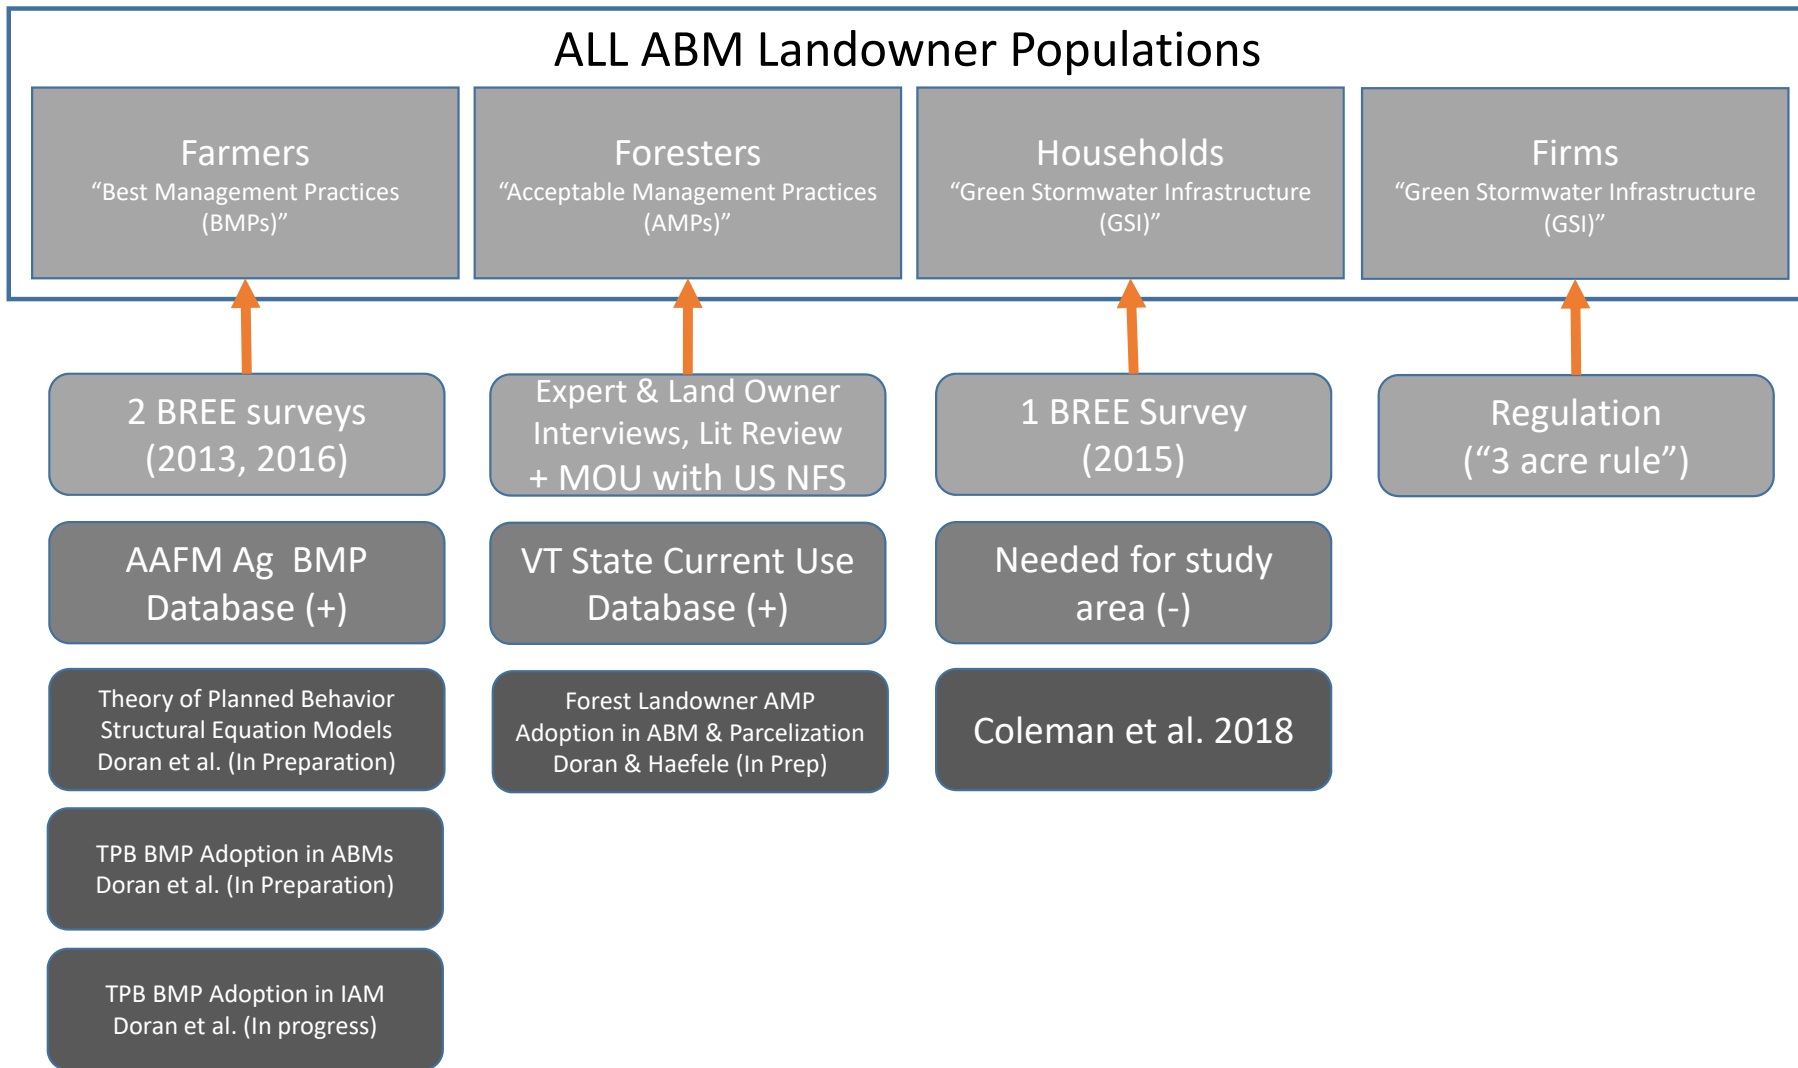 ALL ABM Landowner Populations
Farmers
“Best Management Practices
(BMPs)”
Foresters
“Acceptable Management Practices
(AMPs)”
Households
“Green Stormwater Infrastructure
(GSI)”
Firms
“Green Stormwater Infrastructure
(GSI)”
2 BREE surveys
(2013, 2016)
Expert & Land Owner
Interviews, Lit Review
+ MOU with US NFS
1 BREE Survey
(2015)
Regulation
(“3 acre rule”)
AAFM Ag  BMP
Database (+)
VT State Current Use
Database (+)
Needed for study
area (-)
Theory of Planned Behavior
Structural Equation Models
Doran et al. (In Preparation)
Forest Landowner AMP
Adoption in ABM & Parcelization
Doran & Haefele (In Prep)
Coleman et al. 2018
TPB BMP Adoption in ABMs
Doran et al. (In Preparation)
TPB BMP Adoption in IAM
Doran et al. (In progress)